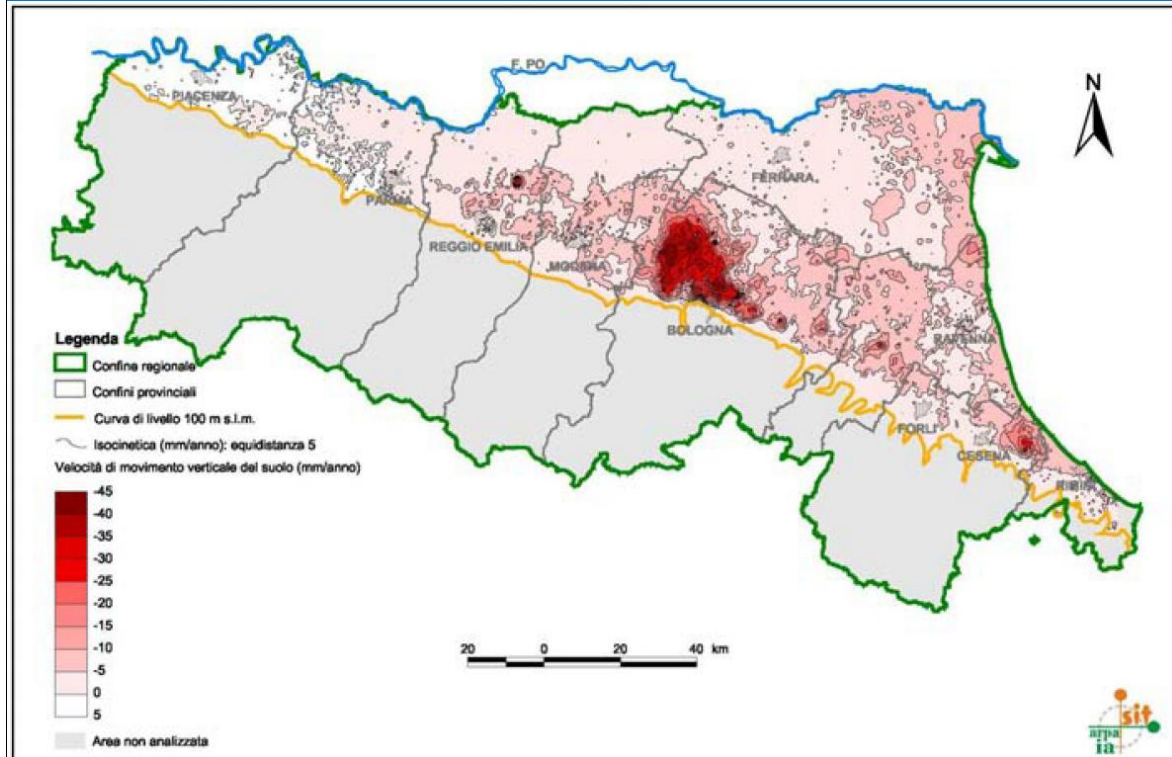 F. PO
N
PIACENZA
PARMA
REGGIO EMILIA
MODENA
BOLOGNA
FERRARA
RAVENNA
FORLI
CESENA
RIMINI
Legenda
Confine regionale
Confini provinciali
Curva di livello 100 m s.l.m.
Isocinetica (mm/anno): equidistanza 5
Velocità di movimento verticale del suolo (mm/anno)
-45
-40
-35
-30
-25
-20
-15
-10
-5
0
5
Area non analizzata
20 0 20 40 km
sit
arpa
ia